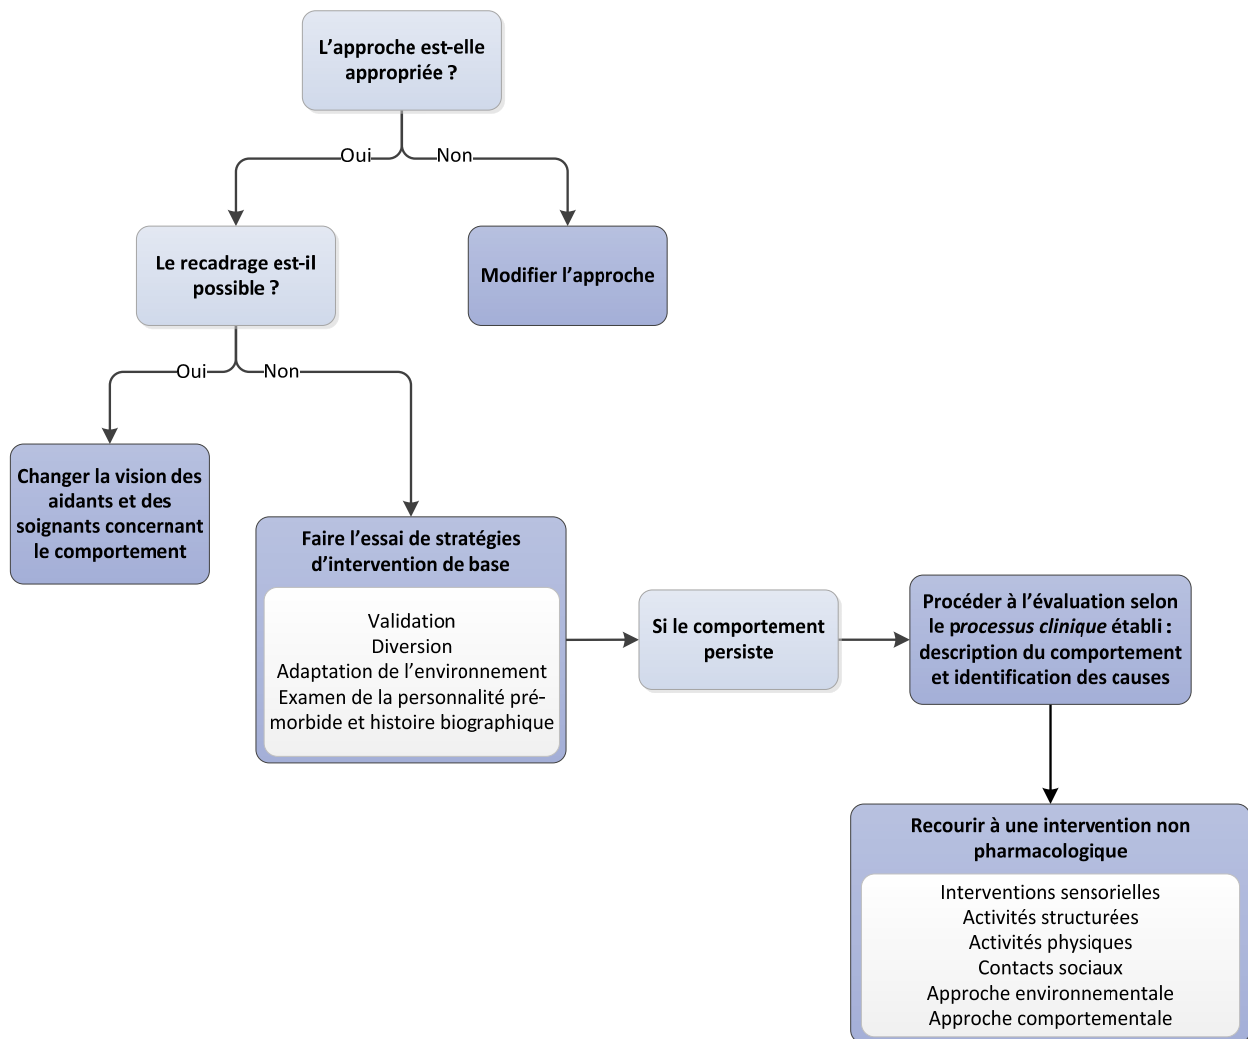 L’approche est-elle
appropriée ?
Oui
Non
Le recadrage est-il
possible ?
Modifier l’approche
Oui
Non
Changer la vision des
aidants et des
soignants concernant
le comportement
Faire l’essai de stratégies
d’intervention de base
Validation
Diversion
Adaptation de l’environnement
Examen de la personnalité pré-
morbide et histoire biographique
Si le comportement
persiste
Procéder à l’évaluation selon
le processus clinique établi :
description du comportement
et identification des causes
Recourir à une intervention non
pharmacologique
Interventions sensorielles
Activités structurées
Activités physiques
Contacts sociaux
Approche environnementale
Approche comportementale